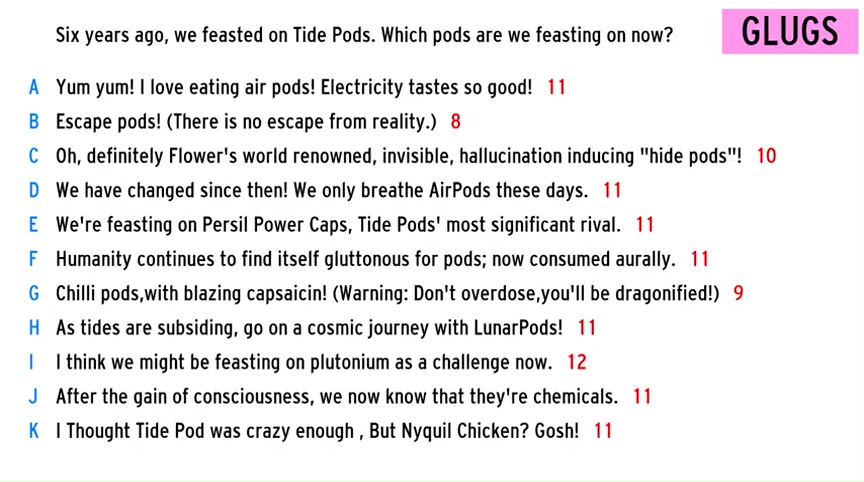 Six years ago, we feasted on Tide Pods. Which pods are we feasting on now?
GLUGS
A Yum yum! I love eating air pods! Electricity tastes so good! 11
B Escape pods! (There is no escape from reality.) 8
C Oh, definitely Flower's world renowned, invisible, hallucination inducing "hide pods"! 10
D We have changed since then! We only breathe AirPods these days. 11
E We're feasting on Persil Power Caps, Tide Pods' most significant rival. 11
F Humanity continues to find itself gluttonous for pods; now consumed aurally. 11
G Chilli pods,with blazing capsaicin! (Warning: Don't overdose,you'll be dragonified!) 9
H As tides are subsiding, go on a cosmic journey with LunarPods! 11
I I think we might be feasting on plutonium as a challenge now. 12
J After the gain of consciousness, we now know that they're chemicals. 11
K I Thought Tide Pod was crazy enough , But Nyquil Chicken? Gosh! 11